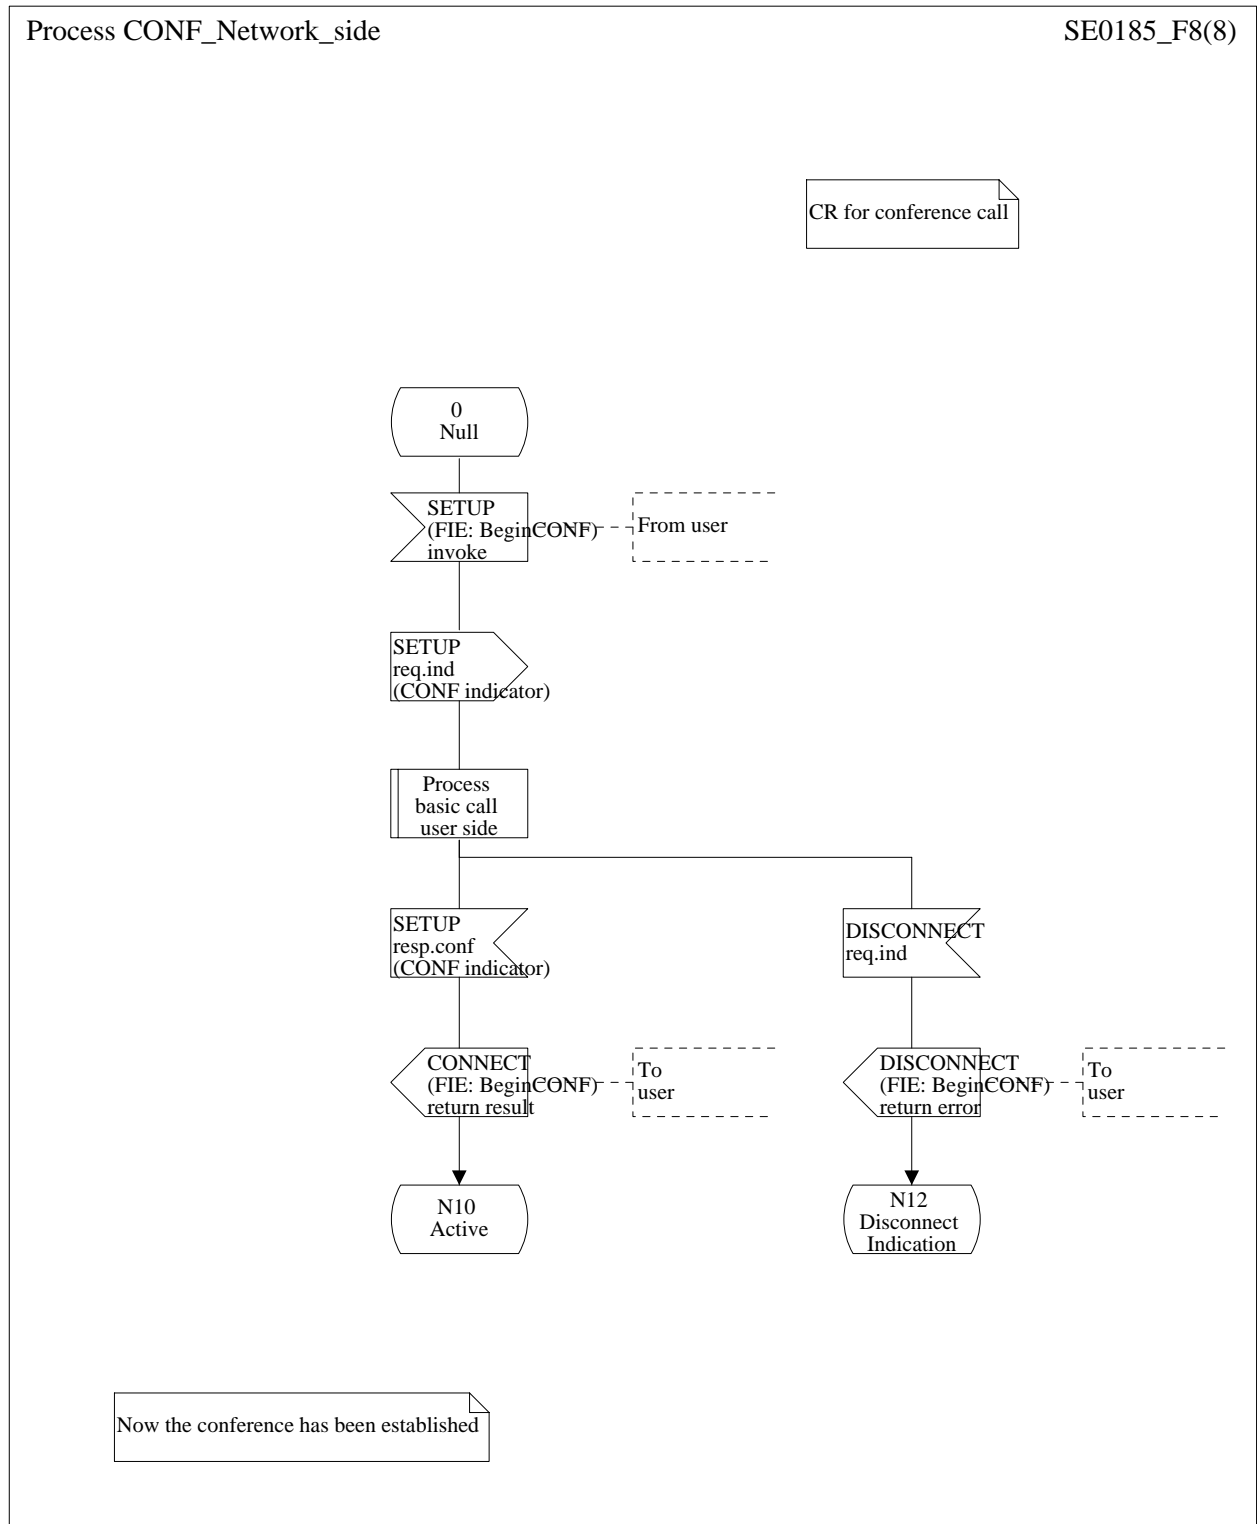 Process CONF_Network_side
SE0185_F8(8)
CR for conference call
0
Null
SETUP
(FIE: BeginCONF)
invoke
From user
SETUP
req.ind
(CONF indicator)
Process
basic call
user side
SETUP
resp.conf
(CONF indicator)
DISCONNECT
req.ind
CONNECT
(FIE: BeginCONF)
return result
To
user
DISCONNECT
(FIE: BeginCONF)
return error
To
user
N10
Active
N12
Disconnect
Indication
Now the conference has been established